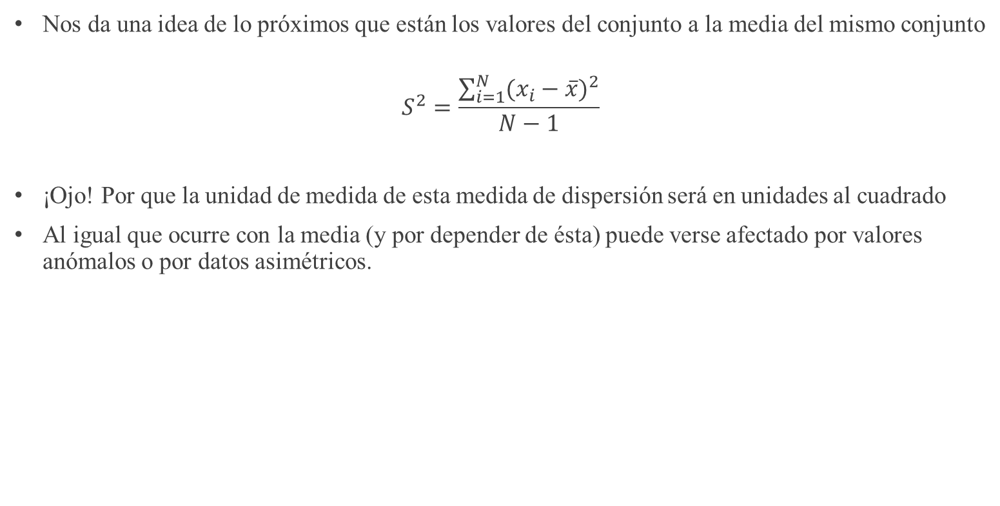 • Nos da una idea de lo próximos que están los valores del conjunto a la media del mismo conjunto
$S^2 = \frac{\sum_{i=1}^{N}(x_i - \bar{x})^2}{N - 1}$
• ¡Ojo! Por que la unidad de medida de esta medida de dispersión será en unidades al cuadrado
• Al igual que ocurre con la media (y por depender de ésta) puede verse afectado por valores
anómalos o por datos asimétricos.